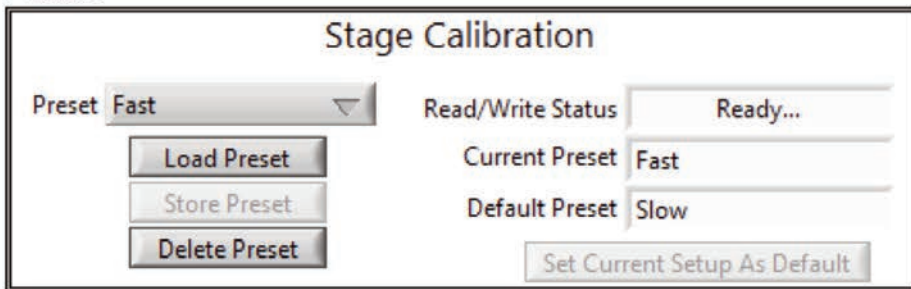 Stage Calibration
Preset Fast
Load Preset
Store Preset
Delete Preset
Read/Write Status Ready...
Current Preset Fast
Default Preset Slow
Set Current Setup As Default